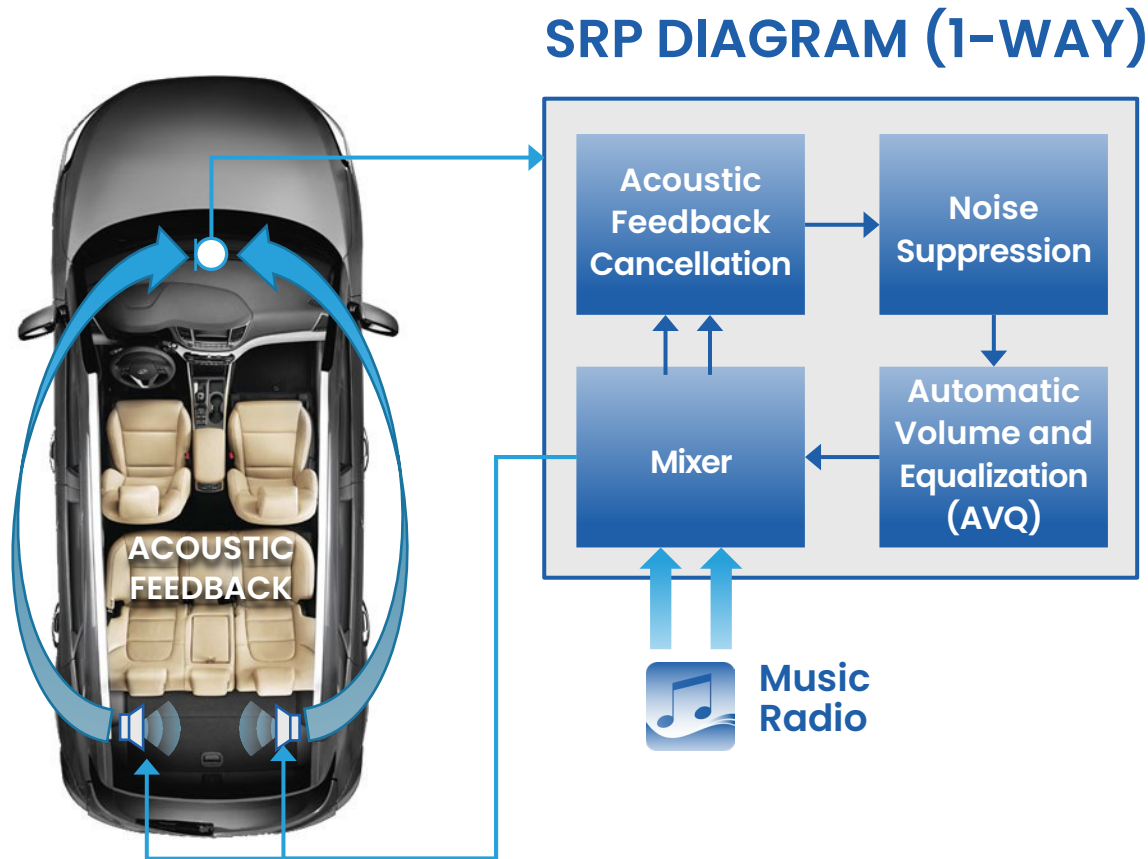 SRP DIAGRAM (1-WAY)
Acoustic
Feedback
Cancellation
Noise
Suppression
Mixer
Automatic
Volume and
Equalization
(AVQ)
ACOUSTIC
FEEDBACK
Music
Radio